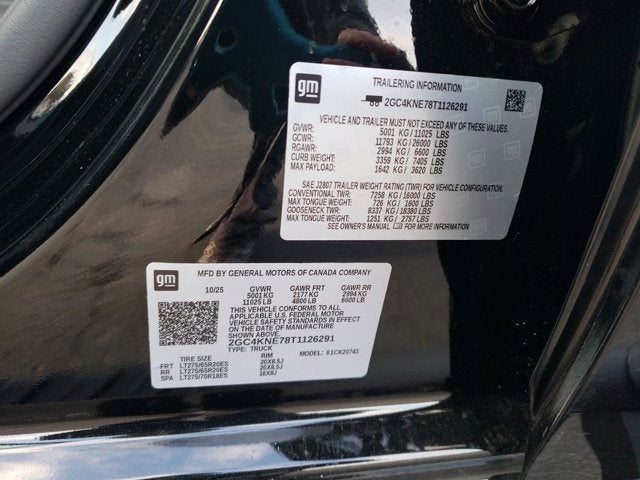 gm
TRAILERING INFORMATION
2GC4KNE78T1126291
VEHICLE AND TRAILER MUST NOT EXCEED ANY OF THESE VALUES.
GVWR: 5001 KG / 11025 LBS
GCWR: 11793 KG / 26000 LBS
RGAWR: 2994 KG / 6600 LBS
CURB WEIGHT: 3359 KG / 7405 LBS
MAX PAYLOAD: 1642 KG / 3620 LBS
SAE J2807 TRAILER WEIGHT RATING (TWR) FOR VEHICLE CONFIGURATION.
CONVENTIONAL TWR: 7258 KG / 16000 LBS
MAX TONGUE WEIGHT: 726 KG / 1600 LBS
GOOSENECK TWR: 8337 KG / 18380 LBS
MAX TONGUE WEIGHT: 1251 KG / 2757 LBS
SEE OWNER'S MANUAL FOR MORE INFORMATION
gm
MFD BY GENERAL MOTORS OF CANADA COMPANY
10/25 GVWR GAWR FRT GAWR RR
5001 KG 2177 KG 2994 KG
11025 LB 4800 LB 6600 LB
THIS VEHICLE CONFORMS TO ALL
APPLICABLE U.S. FEDERAL MOTOR
VEHICLE SAFETY STANDARDS IN EFFECT
ON THE DATE OF MANUFACTURE
SHOWN ABOVE.
2GC4KNE78T1126291
TYPE: TRUCK MODEL: 81CK20743
TIRE SIZE RIM
FRT LT275/65R20ES 20X8.5J
RR LT275/65R20ES 20X8.5J
SPA LT275/70R18ES 18X8J